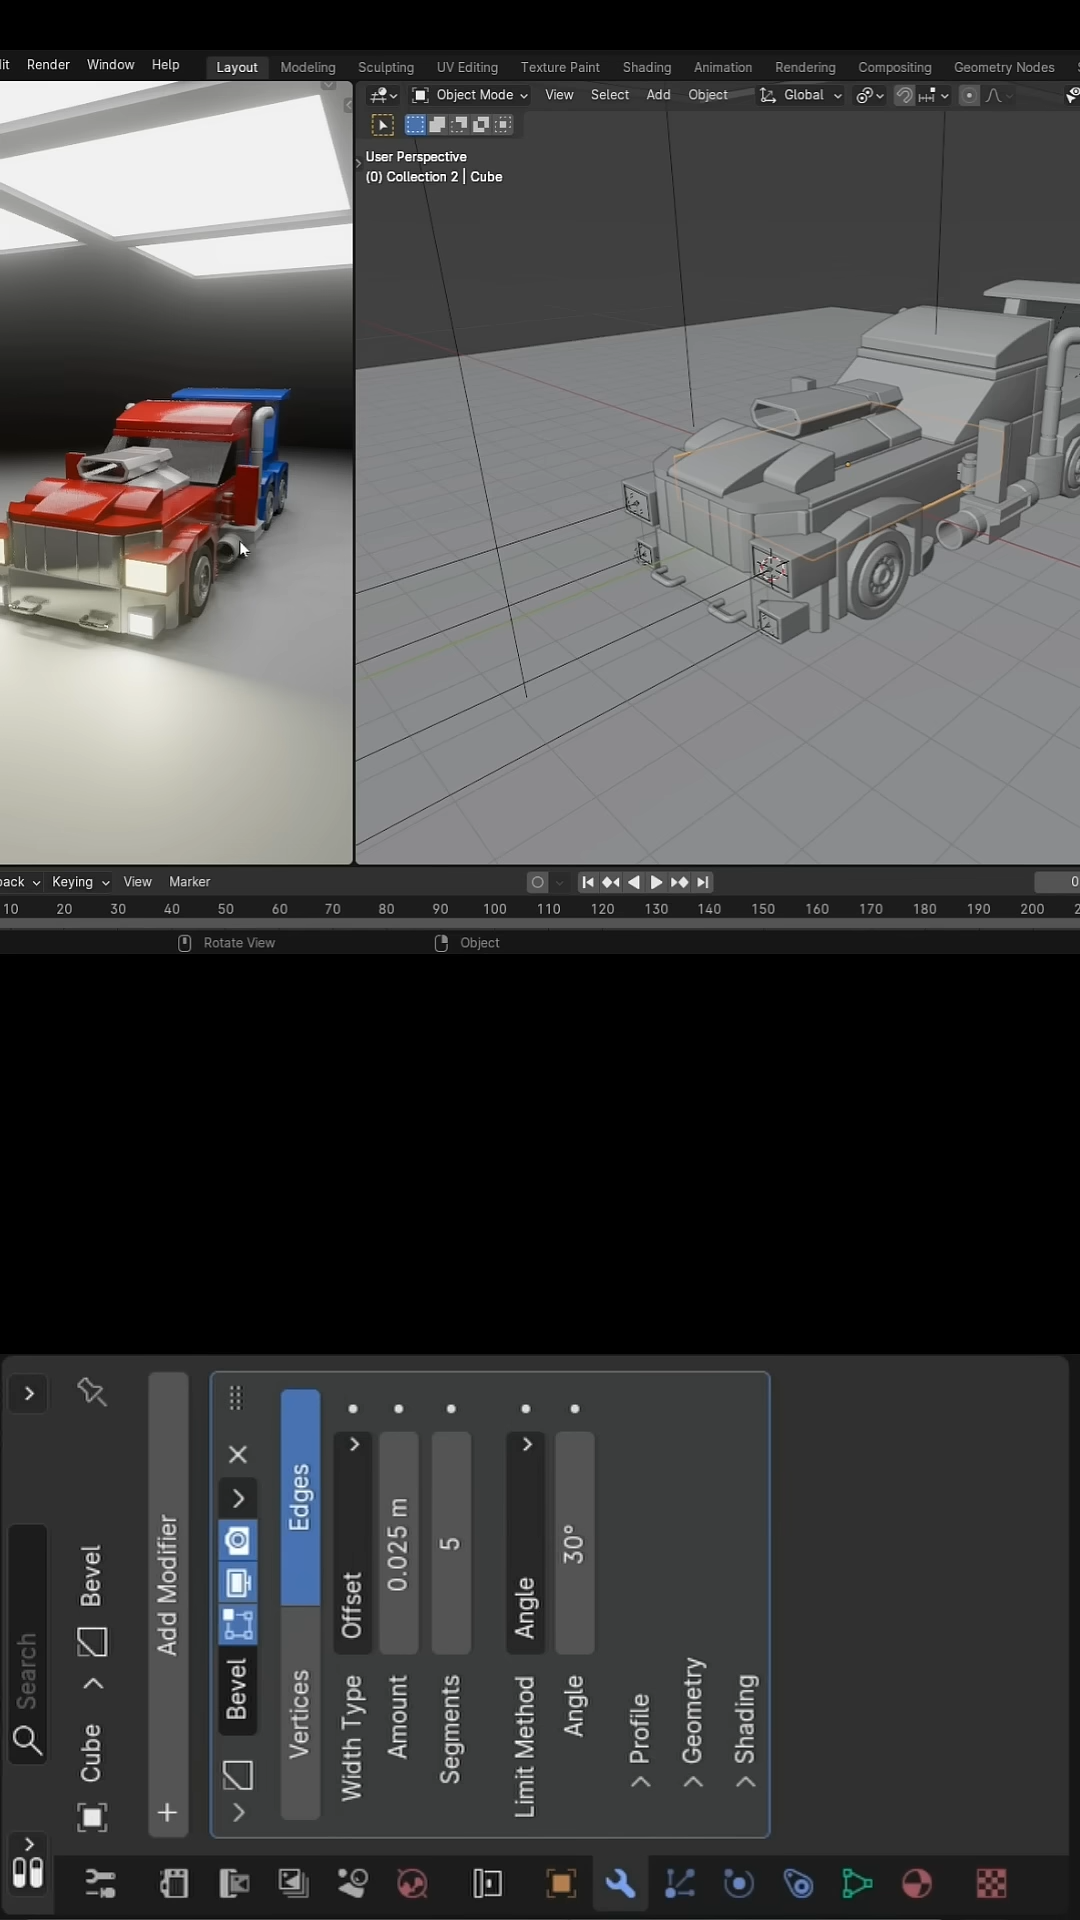 it Render Window Help Layout Modeling Sculpting UV Editing Texture Paint Shading Animation Rendering Compositing Geometry Nodes
Object Mode View Select Add Object Global
User Perspective
(0) Collection 2 | Cube
back Keying View Marker 0
10 20 30 40 50 60 70 80 90 100 110 120 130 140 150 160 170 180 190 200 2
Rotate View Object
Search
Cube > Bevel
+ Add Modifier
Bevel
Vertices Edges
Width Type Offset
Amount 0.025 m
Segments 5
Limit Method Angle
Angle 30°
Profile
Geometry
Shading